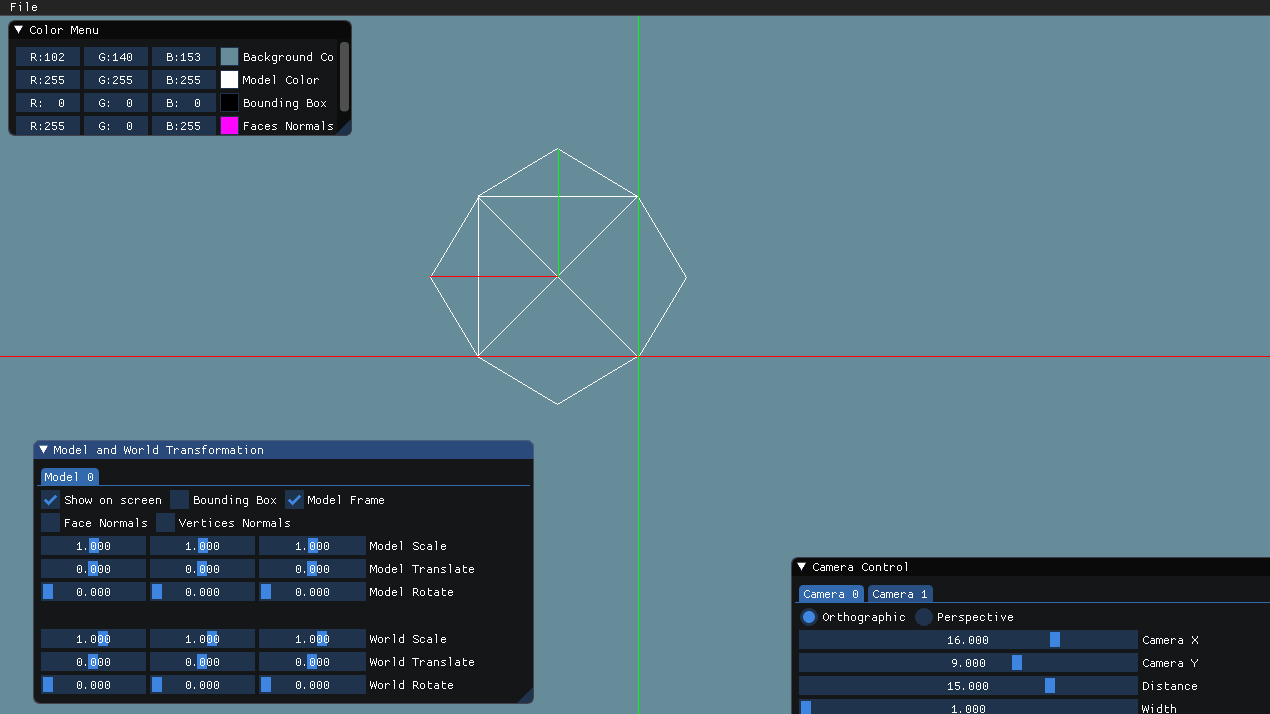 File
Color Menu
R:102 G:140 B:153 Background Co
R:255 G:255 B:255 Model Color
R: 0 G: 0 B: 0 Bounding Box
R:255 G: 0 B:255 Faces Normals
Model and World Transformation
Model 0
Show on screen Bounding Box Model Frame
Face Normals Vertices Normals
1.000 1.000 1.000 Model Scale
0.000 0.000 0.000 Model Translate
0.000 0.000 0.000 Model Rotate
1.000 1.000 1.000 World Scale
0.000 0.000 0.000 World Translate
0.000 0.000 0.000 World Rotate
Camera Control
Camera 0 Camera 1
Orthographic Perspective
16.000 Camera X
9.000 Camera Y
15.000 Distance
1.000 Width